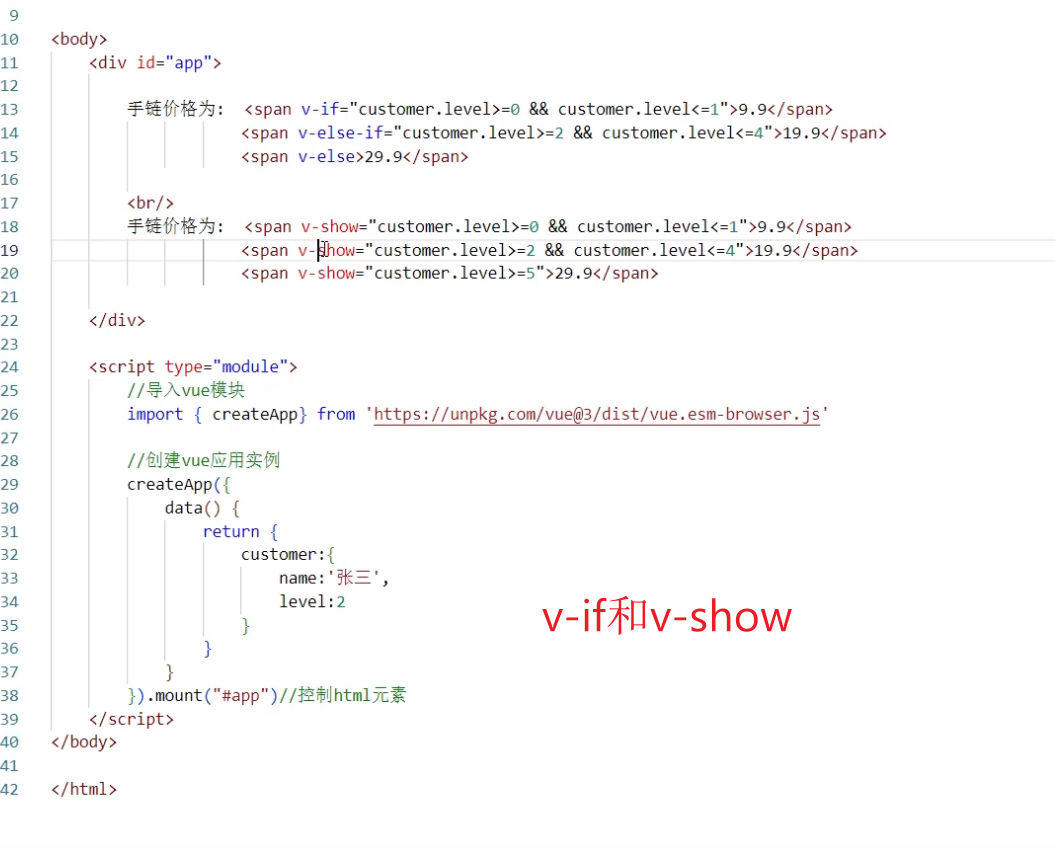 9
10 <body>
11 <div id="app">
12
13 手链价格为: <span v-if="customer.level>=0 && customer.level<=1">9.9</span>
14 <span v-else-if="customer.level>=2 && customer.level<=4">19.9</span>
15 <span v-else>29.9</span>
16
17 <br/>
18 手链价格为: <span v-show="customer.level>=0 && customer.level<=1">9.9</span>
19 <span v-show="customer.level>=2 && customer.level<=4">19.9</span>
20 <span v-show="customer.level>=5">29.9</span>
21
22 </div>
23
24 <script type="module">
25 //导入vue模块
26 import { createApp} from 'https://unpkg.com/vue@3/dist/vue.esm-browser.js'
27
28 //创建vue应用实例
29 createApp({
30 data() {
31 return {
32 customer:{
33 name:'张三',
34 level:2
35 }
36 }
37 }
38 }).mount("#app")//控制html元素
39 </script>
40 </body>
41
42 </html>
v-if和v-show